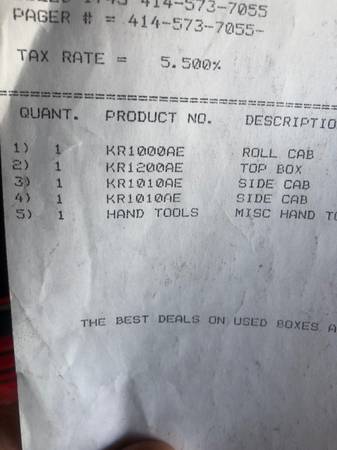 414-573-7055
PAGER # = 414-573-7055-
TAX RATE = 5.500%
QUANT. PRODUCT NO. DESCRIPTIO
1) 1 KR1000AE ROLL CAB
2) 1 KR1200AE TOP BOX
3) 1 KR1010AE SIDE CAB
4) 1 KR1010AE SIDE CAB
5) 1 HAND TOOLS MISC HAND TO
THE BEST DEALS ON USED BOXES A